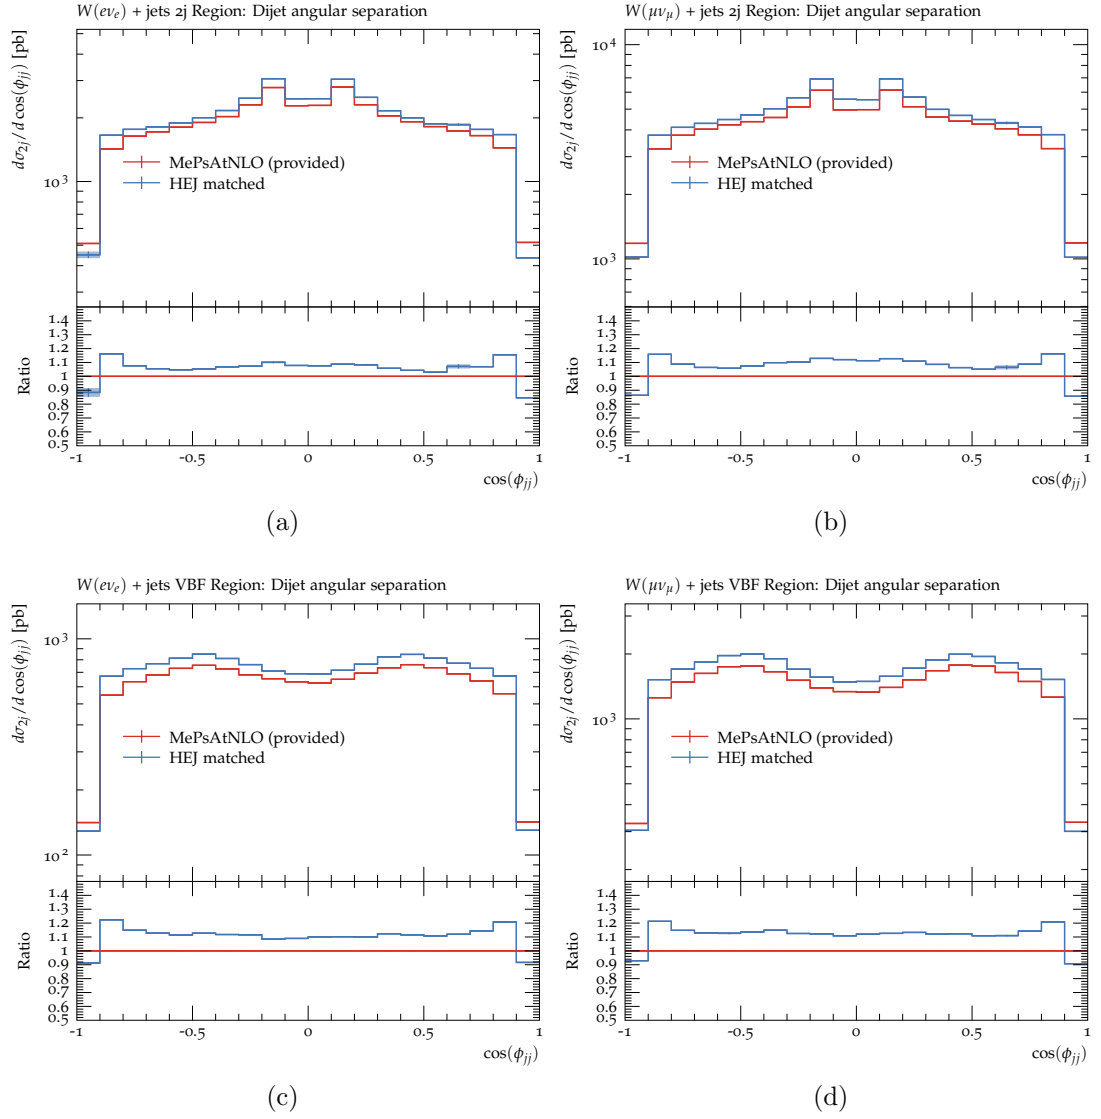 W(eνₑ) + jets 2j Region: Dijet angular separation
dσ₂ⱼ/d cos(ϕⱼⱼ) [pb]
10³
MePsAtNLO (provided)
HEJ matched
Ratio
1.4
1.3
1.2
1.1
1
0.9
0.8
0.7
0.6
0.5
-1 -0.5 0 0.5 1
cos(ϕⱼⱼ)
(a)
W(μν_μ) + jets 2j Region: Dijet angular separation
dσ₂ⱼ/d cos(ϕⱼⱼ) [pb]
10⁴
MePsAtNLO (provided)
HEJ matched
10³
Ratio
1.4
1.3
1.2
1.1
1
0.9
0.8
0.7
0.6
0.5
-1 -0.5 0 0.5 1
cos(ϕⱼⱼ)
(b)
W(eνₑ) + jets VBF Region: Dijet angular separation
dσ₂ⱼ/d cos(ϕⱼⱼ) [pb]
10³
MePsAtNLO (provided)
HEJ matched
10²
Ratio
1.4
1.3
1.2
1.1
1
0.9
0.8
0.7
0.6
0.5
-1 -0.5 0 0.5 1
cos(ϕⱼⱼ)
(c)
W(μν_μ) + jets VBF Region: Dijet angular separation
dσ₂ⱼ/d cos(ϕⱼⱼ) [pb]
10³
MePsAtNLO (provided)
HEJ matched
Ratio
1.4
1.3
1.2
1.1
1
0.9
0.8
0.7
0.6
0.5
-1 -0.5 0 0.5 1
cos(ϕⱼⱼ)
(d)